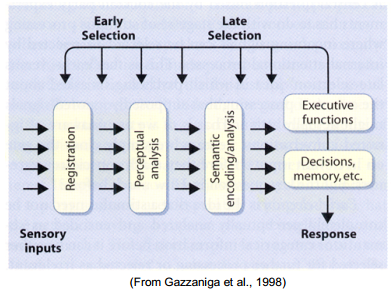 Early
Selection
Late
Selection
Registration
Perceptual
analysis
Semantic
encoding/analysis
Executive
functions
Decisions,
memory, etc.
Sensory
inputs
Response
(From Gazzaniga et al., 1998)